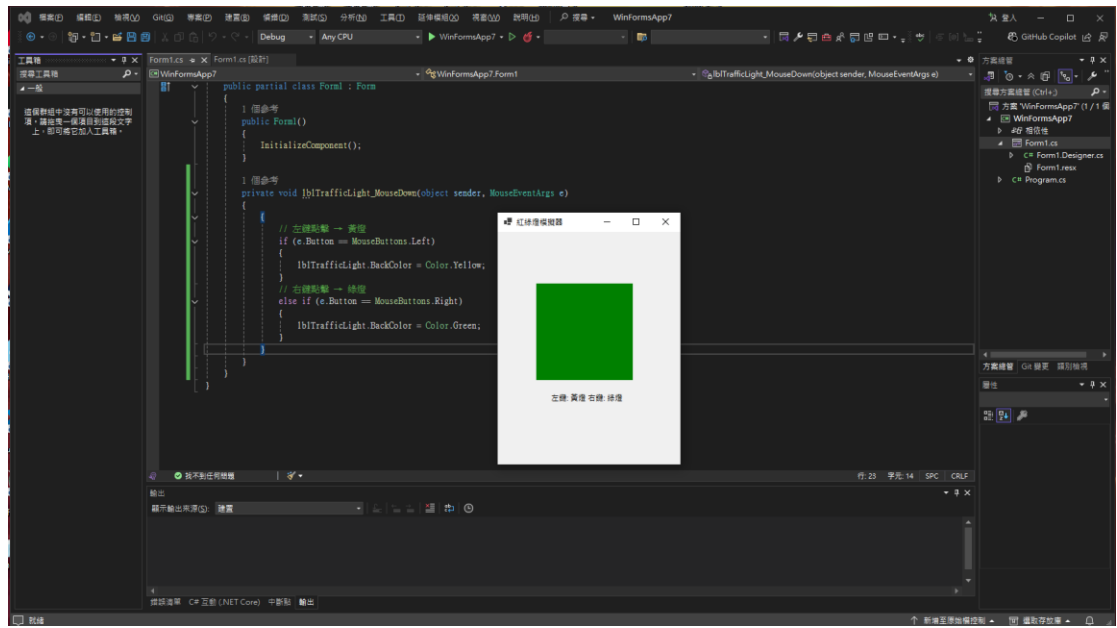 檔案(F) 編輯(E) 檢視(V) Git(G) 專案(P) 建置(B) 偵錯(D) 測試(S) 分析(N) 工具(T) 延伸模組(X) 視窗(W) 說明(H) 搜尋 WinFormsApp7 登入
Debug Any CPU WinFormsApp7 GitHub Copilot
工具箱
搜尋工具箱
一般
這個群組中沒有可以使用的控制
項。請拖曳一個項目到這段文字
上，即可將它加入工具箱。
Form1.cs Form1.cs [設計]
WinFormsApp7 WinFormsApp7.Form1 lblTrafficLight_MouseDown(object sender, MouseEventArgs e)
public partial class Form1 : Form
{
1 個參考
public Form1()
{
InitializeComponent();
}
1 個參考
private void lblTrafficLight_MouseDown(object sender, MouseEventArgs e)
{
{
// 左鍵點擊 → 黃燈
if (e.Button == MouseButtons.Left)
{
lblTrafficLight.BackColor = Color.Yellow;
}
// 右鍵點擊 → 綠燈
else if (e.Button == MouseButtons.Right)
{
lblTrafficLight.BackColor = Color.Green;
}
}
}
}
}
紅綠燈模擬器
左鍵: 黃燈 右鍵: 綠燈
找不到任何問題
行: 23 字元: 14 SPC CRLF
輸出
顯示輸出來源(S): 建置
錯誤清單 C# 互動 (.NET Core) 中斷點 輸出
方案總管
搜尋方案總管 (Ctrl+;)
方案 'WinFormsApp7' (1 / 1 個
WinFormsApp7
相依性
Form1.cs
C# Form1.Designer.cs
Form1.resx
C# Program.cs
方案總管 Git 變更 類別檢視
屬性
就緒
新增至原始檔控制 選取存放庫